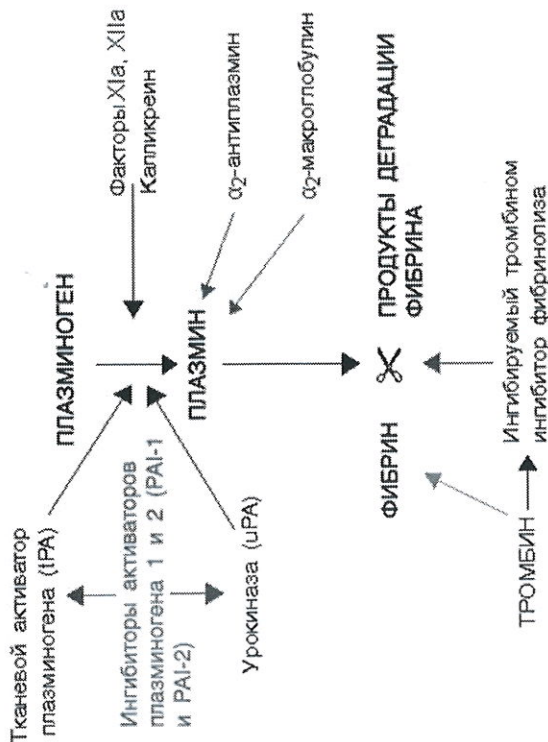 Тканевой активатор
плазминогена (tPA)
Ингибиторы активаторов
плазминогена 1 и 2 (PAI-1
и PAI-2)
Урокиназа (uPA)
ПЛАЗМИНОГЕН
Факторы XIa, XIIa
Калликреин
ПЛАЗМИН
α2-антиплазмин
α2-макроглобулин
ФИБРИН
ПРОДУКТЫ ДЕГРАДАЦИИ
ФИБРИНА
ТРОМБИН
Ингибируемый тромбином
ингибитор фибринолиза